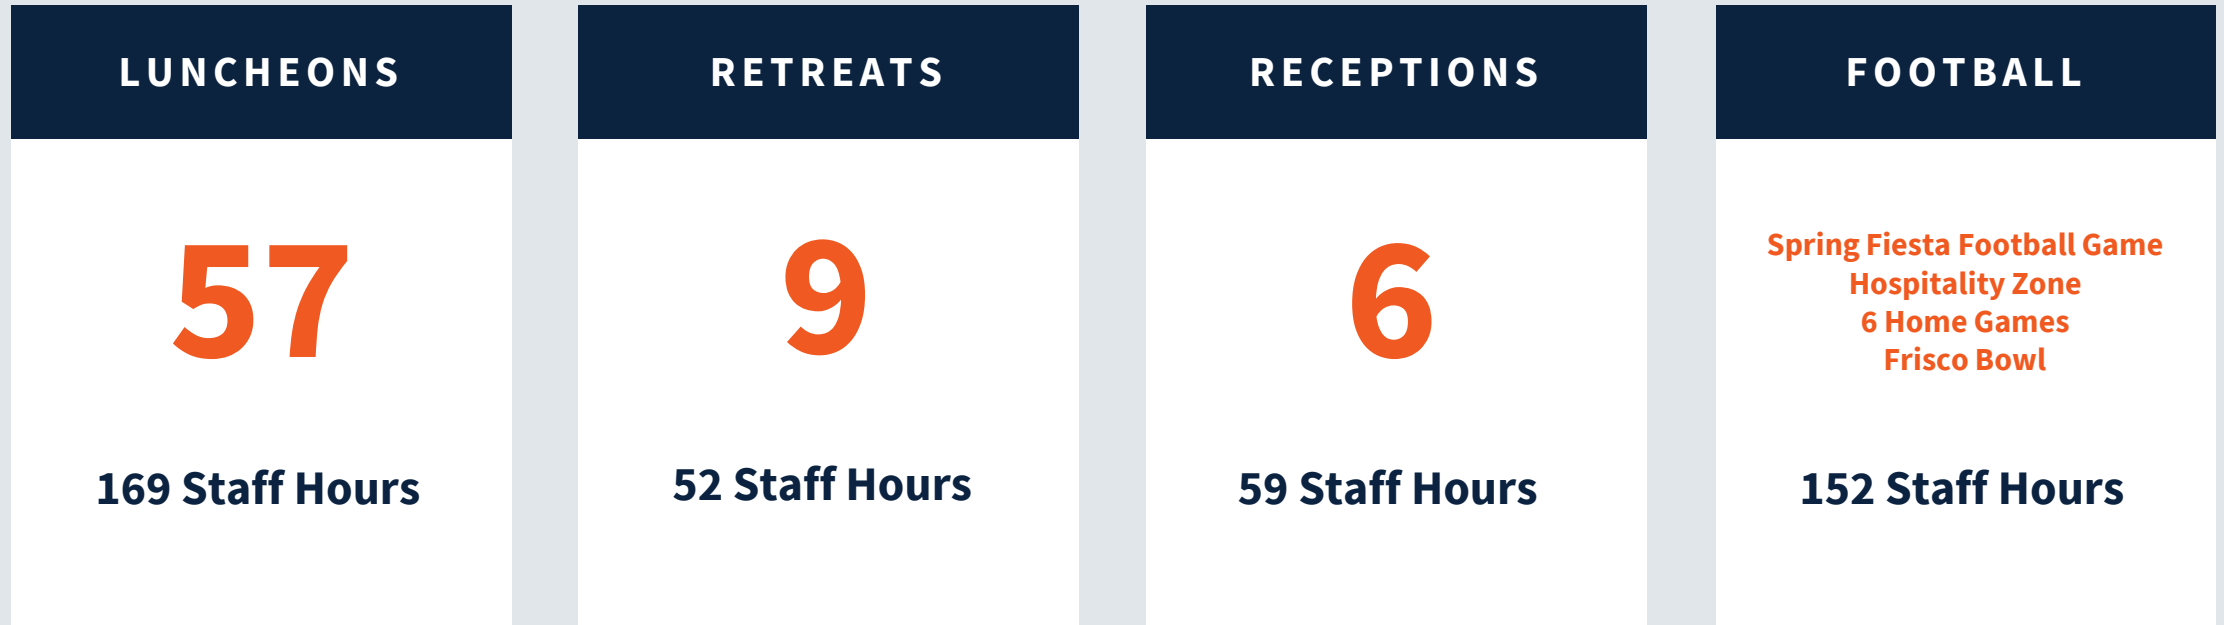 LUNCHEONS
57
169 Staff Hours
RETREATS
9
52 Staff Hours
RECEPTIONS
6
59 Staff Hours
FOOTBALL
Spring Fiesta Football Game
Hospitality Zone
6 Home Games
Frisco Bowl
152 Staff Hours